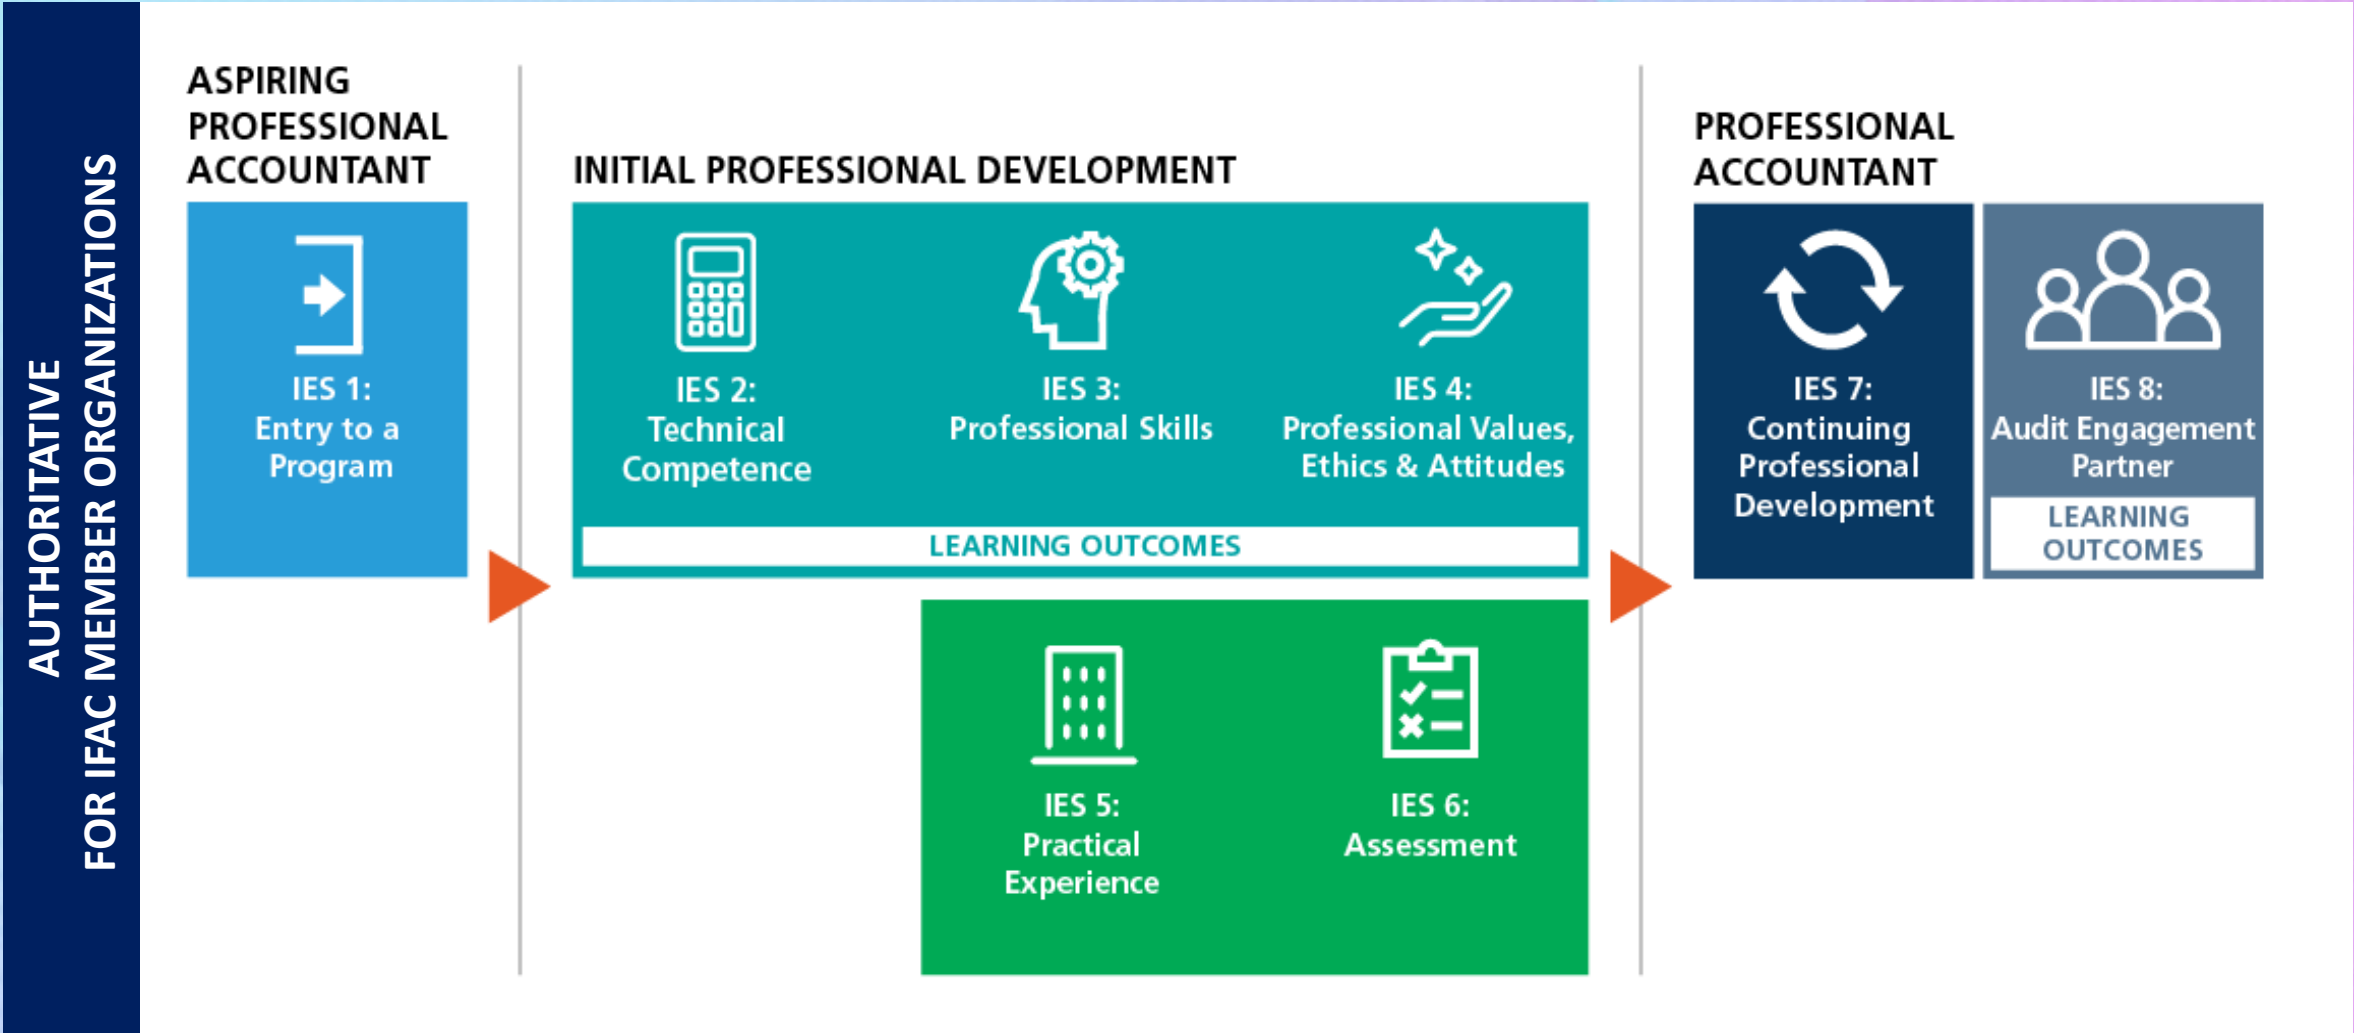 AUTHORITATIVE
FOR IFAC MEMBER ORGANIZATIONS
ASPIRING
PROFESSIONAL
ACCOUNTANT
IES 1:
Entry to a
Program
INITIAL PROFESSIONAL DEVELOPMENT
IES 2:
Technical
Competence
IES 3:
Professional Skills
IES 4:
Professional Values,
Ethics & Attitudes
LEARNING OUTCOMES
IES 5:
Practical
Experience
IES 6:
Assessment
PROFESSIONAL
ACCOUNTANT
IES 7:
Continuing
Professional
Development
IES 8:
Audit Engagement
Partner
LEARNING
OUTCOMES